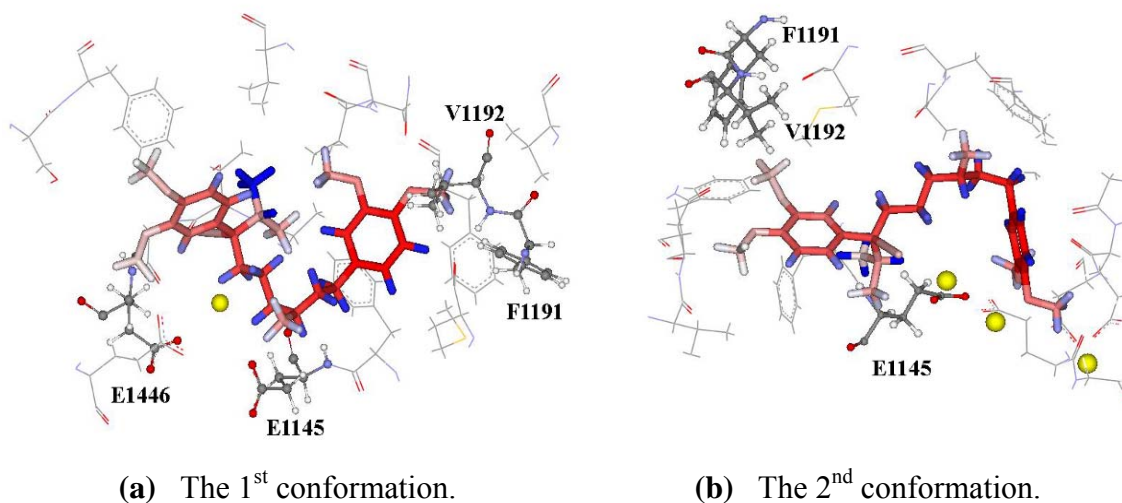 F1191
V1192
V1192
F1191
E1446
E1145
E1145
(a) The 1st conformation.
(b) The 2nd conformation.